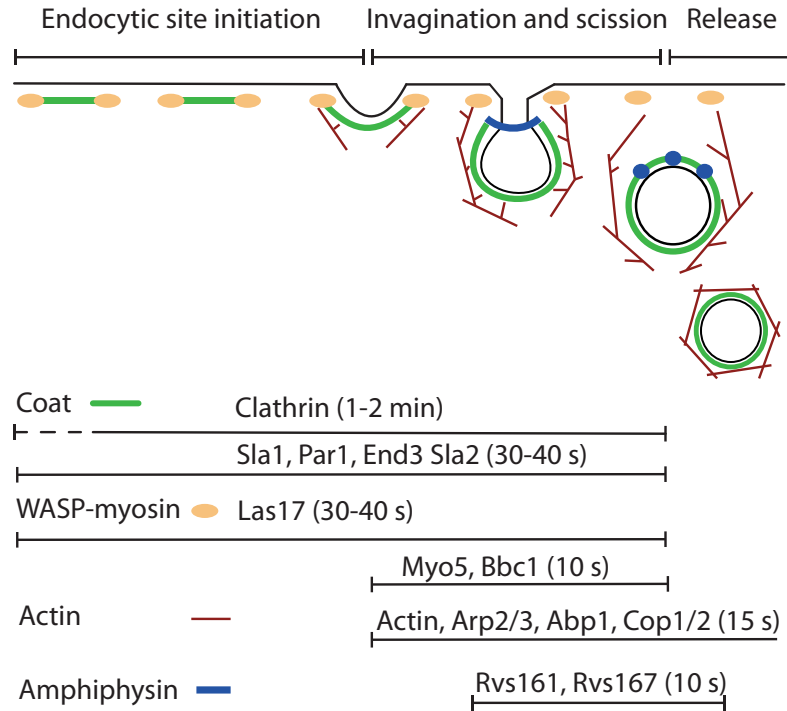 Endocytic site initiation Invagination and scission Release
Coat Clathrin (1-2 min)
Sla1, Par1, End3 Sla2 (30-40 s)
WASP-myosin Las17 (30-40 s)
Myo5, Bbc1 (10 s)
Actin Actin, Arp2/3, Abp1, Cop1/2 (15 s)
Amphiphysin Rvs161, Rvs167 (10 s)